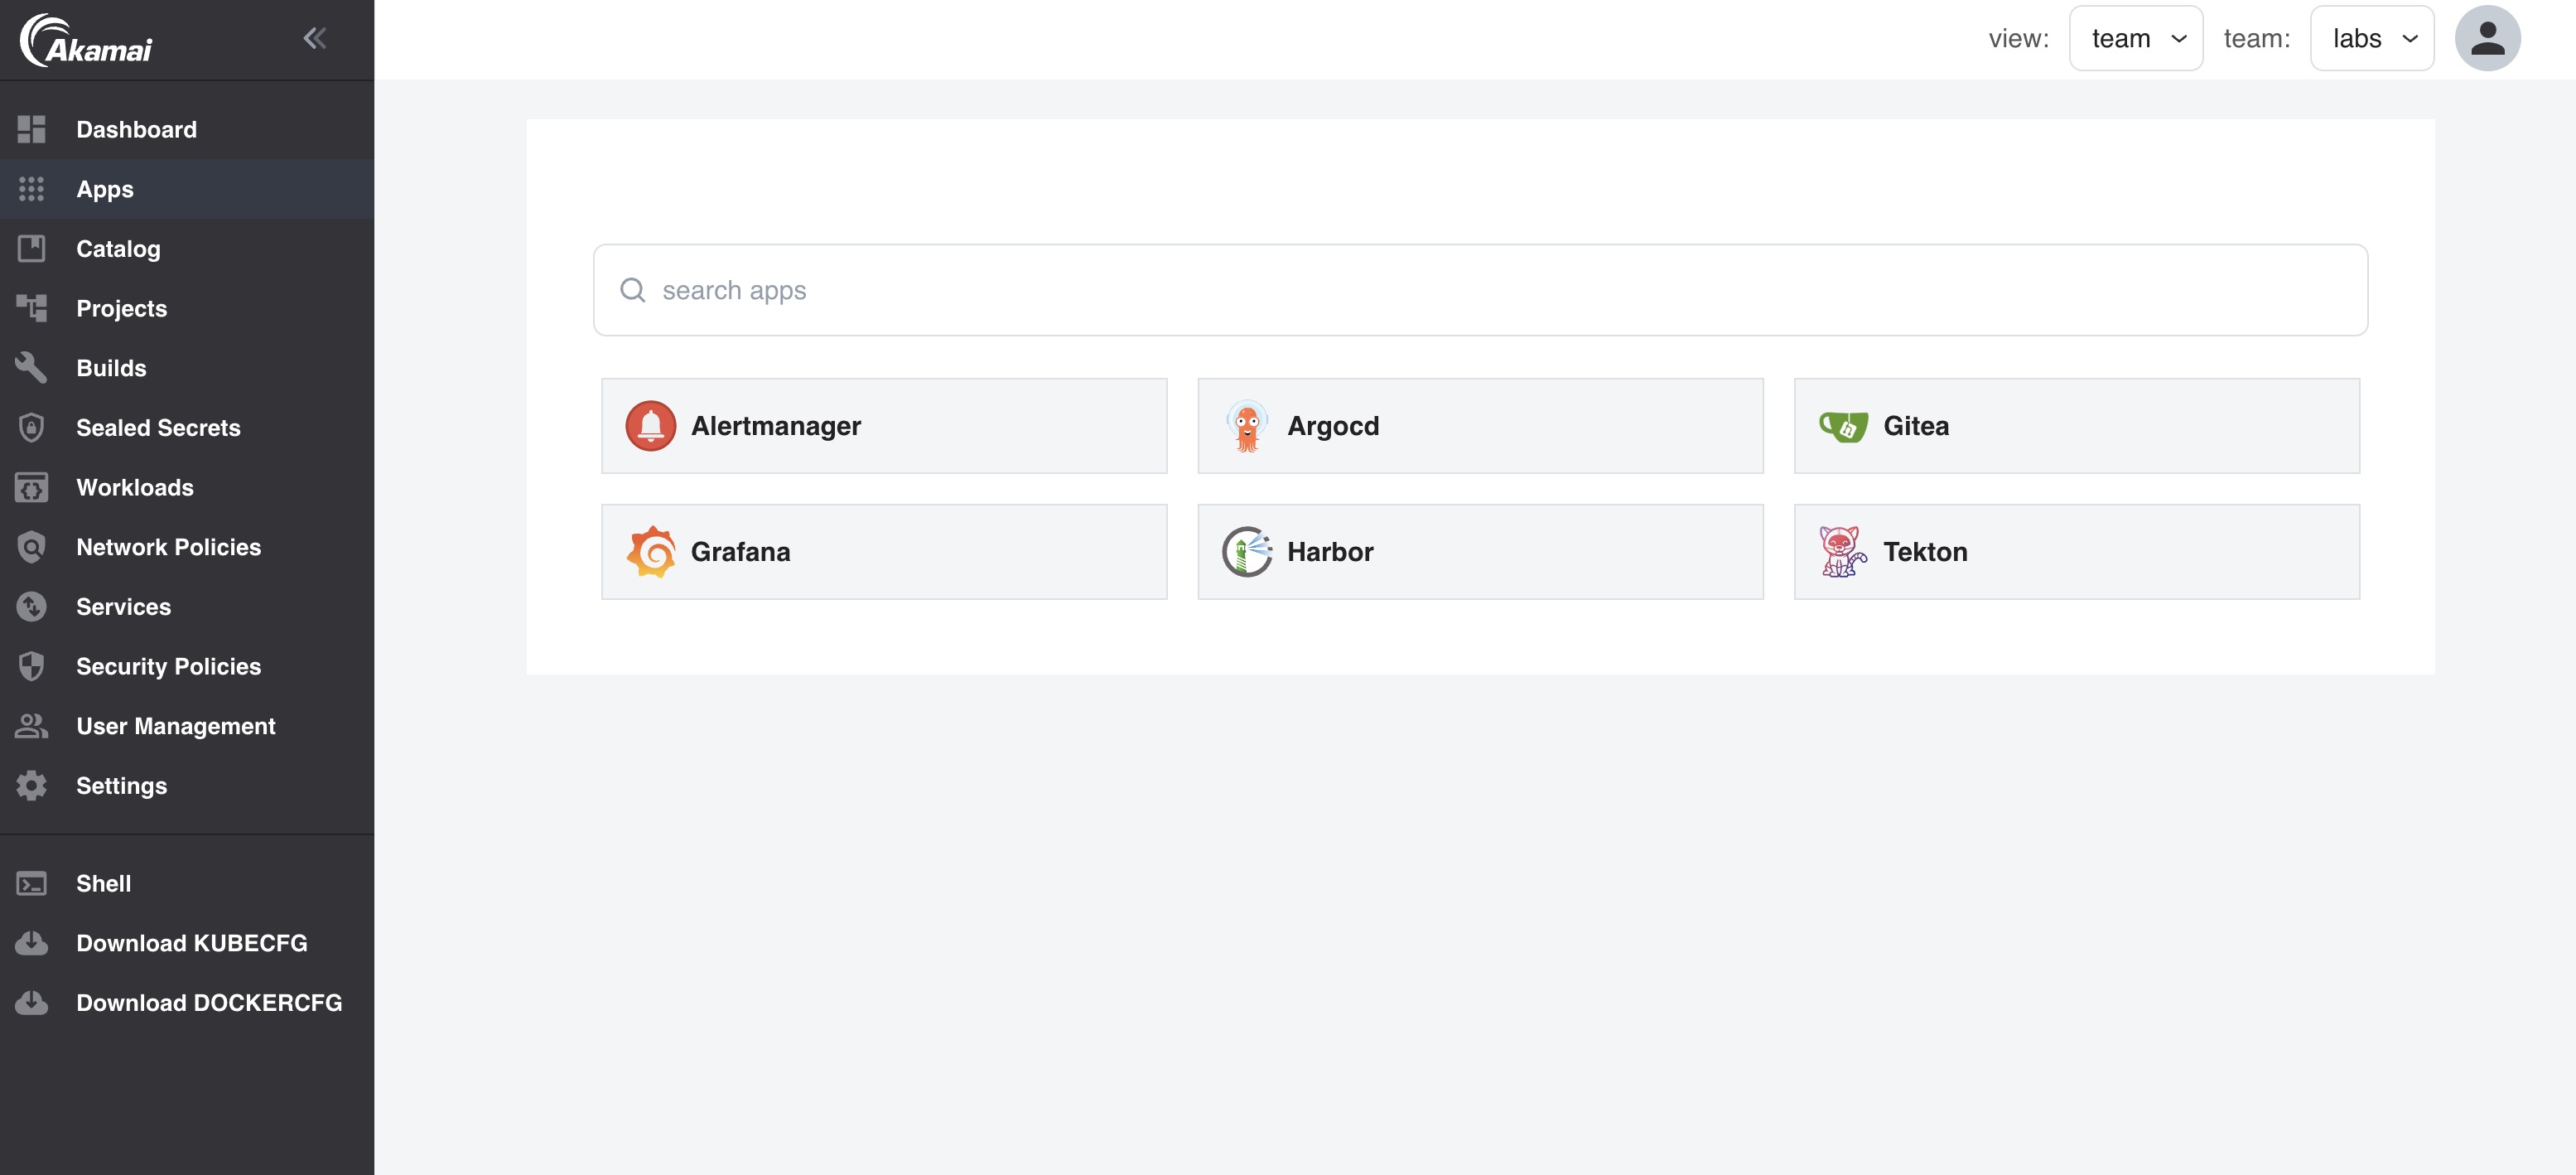 Akamai
view:
team
team:
labs
Dashboard
Apps
Catalog
Projects
Builds
Sealed Secrets
Workloads
Network Policies
Services
Security Policies
User Management
Settings
Shell
Download KUBECFG
Download DOCKERCFG
search apps
Alertmanager
Argocd
Gitea
Grafana
Harbor
Tekton